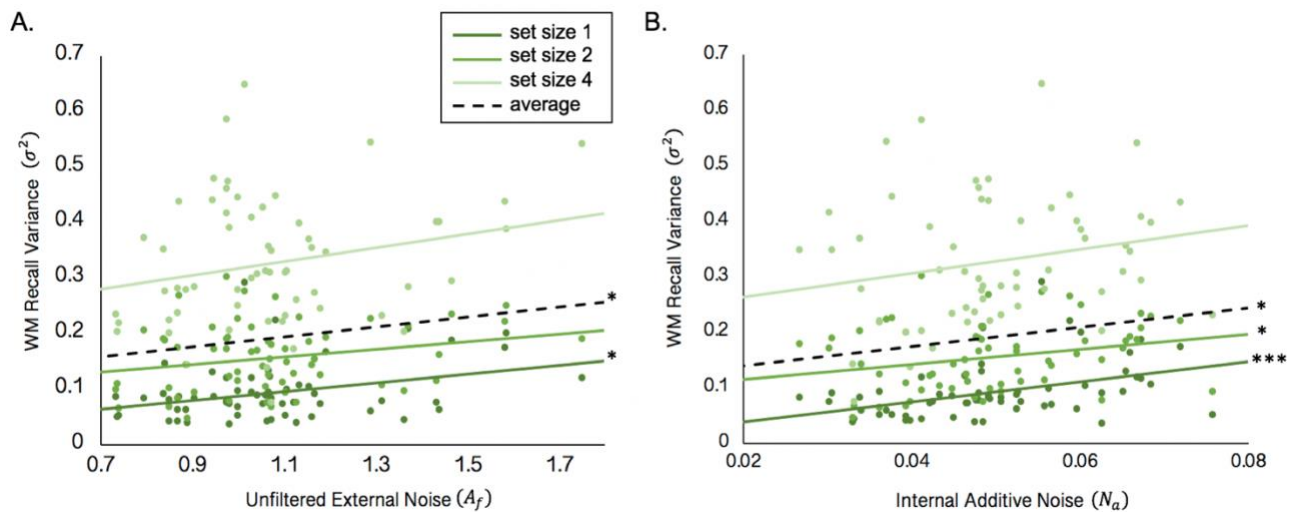 A.
B.
set size 1
set size 2
set size 4
average
0.7
0.6
0.5
0.4
0.3
0.2
0.1
0
WM Recall Variance (σ²)
*
*
0.7 0.9 1.1 1.3 1.5 1.7
Unfiltered External Noise (A_f)
0.7
0.6
0.5
0.4
0.3
0.2
0.1
0
WM Recall Variance (σ²)
*
*
***
0.02 0.04 0.06 0.08
Internal Additive Noise (N_a)